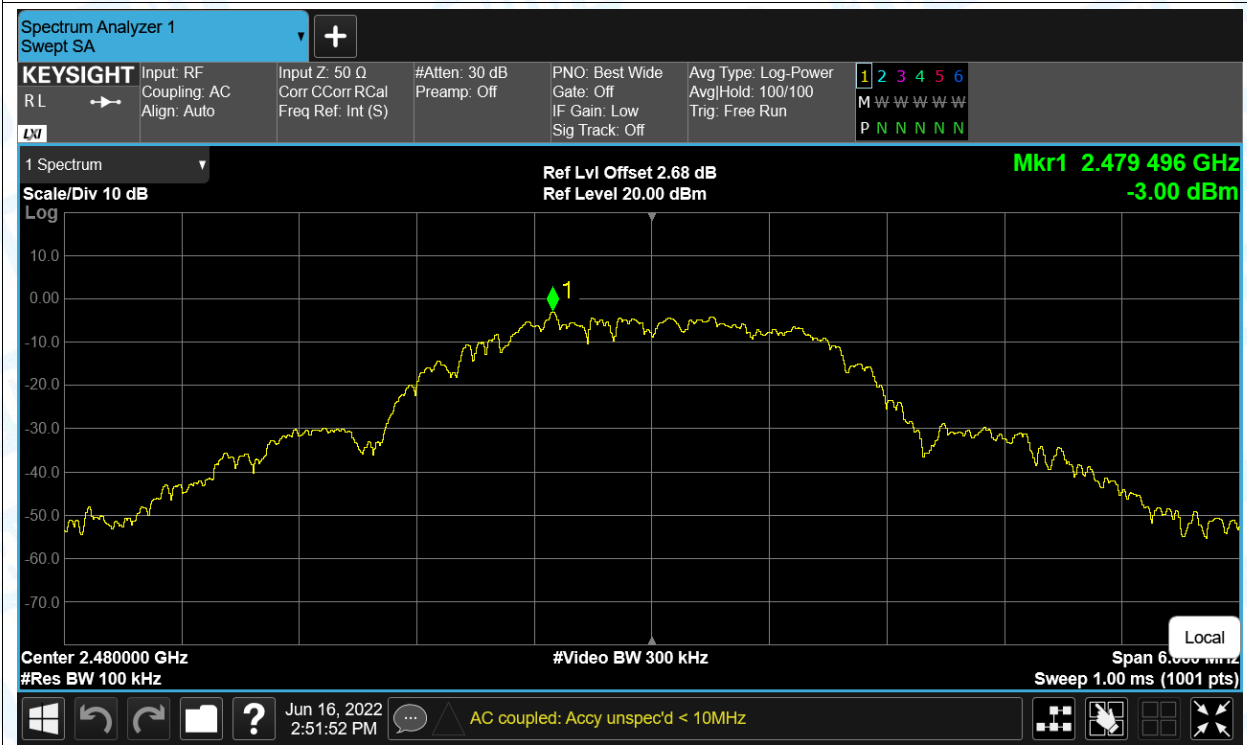 Spectrum Analyzer 1
Swept SA
+
KEYSIGHT
R L
LXI
Input: RF
Coupling: AC
Align: Auto
Input Z: 50 Ω
Corr CCorr RCal
Freq Ref: Int (S)
#Atten: 30 dB
Preamp: Off
PNO: Best Wide
Gate: Off
IF Gain: Low
Sig Track: Off
Avg Type: Log-Power
Avg|Hold: 100/100
Trig: Free Run
1 2 3 4 5 6
M W W W W W
P N N N N N
1 Spectrum
Scale/Div 10 dB
Log
Ref Lvl Offset 2.68 dB
Ref Level 20.00 dBm
Mkr1 2.479 496 GHz
-3.00 dBm
10.0
0.00
-10.0
-20.0
-30.0
-40.0
-50.0
-60.0
-70.0
1
Local
Center 2.480000 GHz
#Video BW 300 kHz
Span
#Res BW 100 kHz
Sweep 1.00 ms (1001 pts)
?
Jun 16, 2022
2:51:52 PM
AC coupled: Accy unspec'd < 10MHz